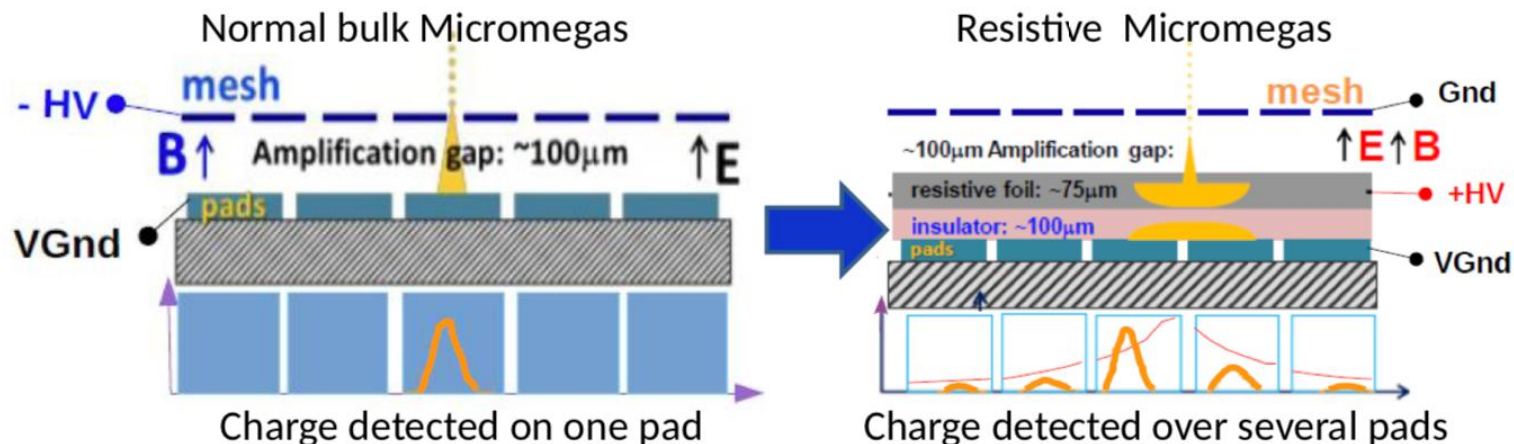 Normal bulk Micromegas
mesh
- HV
B
Amplification gap: ~100μm
E
pads
VGnd
Charge detected on one pad
Resistive Micromegas
mesh
Gnd
~100μm Amplification gap:
E B
resistive foil: ~75μm
+HV
insulator: ~100μm
pads
VGnd
Charge detected over several pads